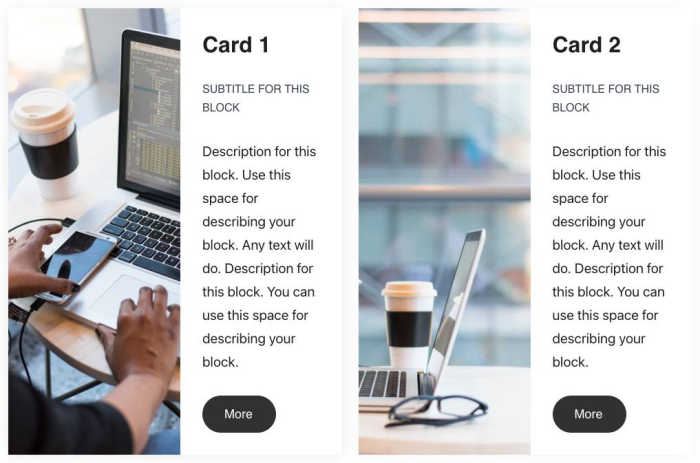 Card 1
SUBTITLE FOR THIS
BLOCK
Description for this
block. Use this
space for
describing your
block. Any text will
do. Description for
this block. You can
use this space for
describing your
block.
More
Card 2
SUBTITLE FOR THIS
BLOCK
Description for this
block. Use this
space for
describing your
block. Any text will
do. Description for
this block. You can
use this space for
describing your
block.
More